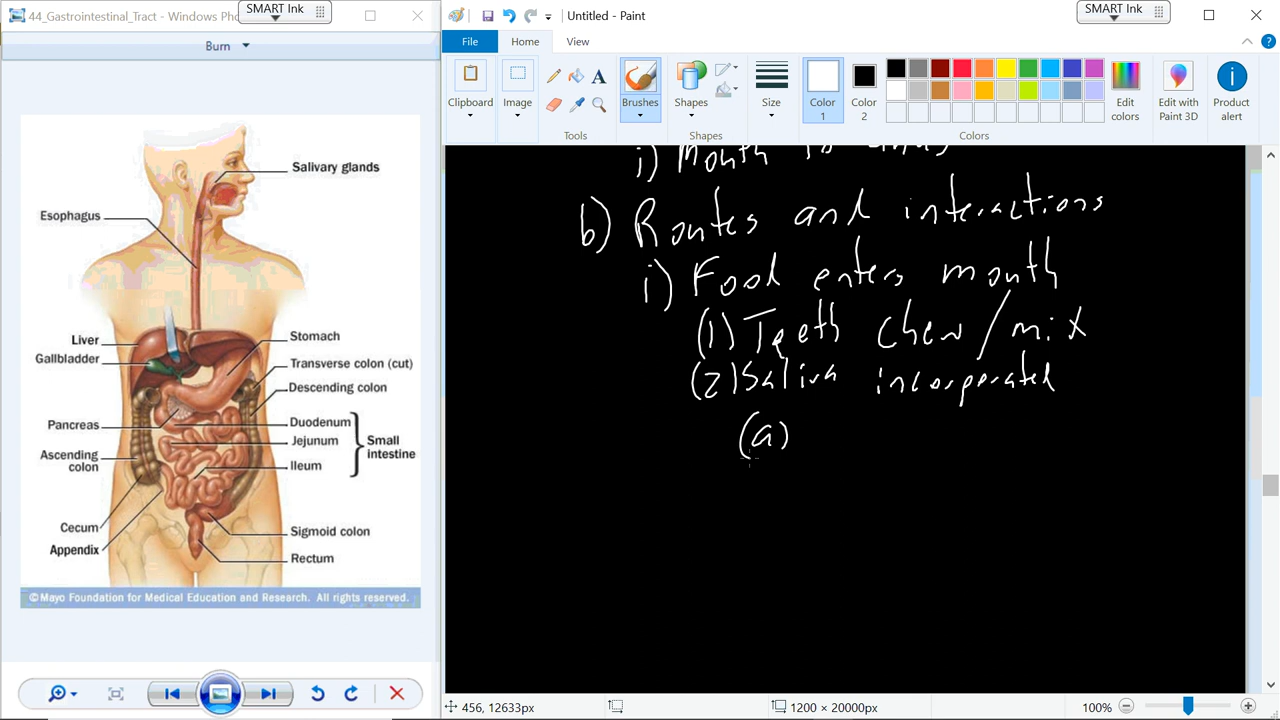 44_Gastrointestinal_Tract - Windows Pho
SMART Ink
Burn
Salivary glands
Esophagus
Liver
Gallbladder
Stomach
Transverse colon (cut)
Descending colon
Pancreas
Duodenum
Jejunum
Small intestine
Ascending colon
Ileum
Cecum
Appendix
Sigmoid colon
Rectum
©Mayo Foundation for Medical Education and Research. All rights reserved.
Untitled - Paint
SMART Ink
File
Home
View
Clipboard
Image
Tools
Brushes
Shapes
Shapes
Size
Color 1
Color 2
Colors
Edit colors
Edit with Paint 3D
Product alert
i) Mouth to anus
b) Routes and interactions
i) Food enters mouth
(1) Teeth chew/mix
(2) Saliva incorporated
(a)
456, 12633px
1200 × 20000px
100%